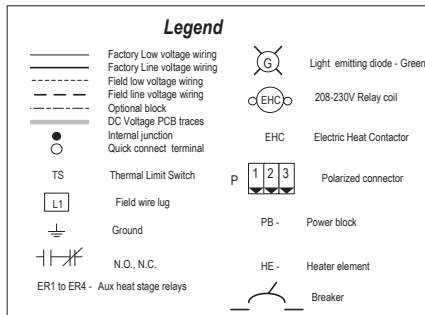 Legend
Factory Low voltage wiring
Factory Line voltage wiring
Field low voltage wiring
Field line voltage wiring
Optional block
DC Voltage PCB traces
Internal junction
Quick connect terminal
TS Thermal Limit Switch
L1 Field wire lug
Ground
N.O., N.C.
ER1 to ER4 - Aux heat stage relays
G Light emitting diode - Green
EHC 208-230V Relay coil
EHC Electric Heat Contactor
P 1 2 3 Polarized connector
PB - Power block
HE - Heater element
Breaker